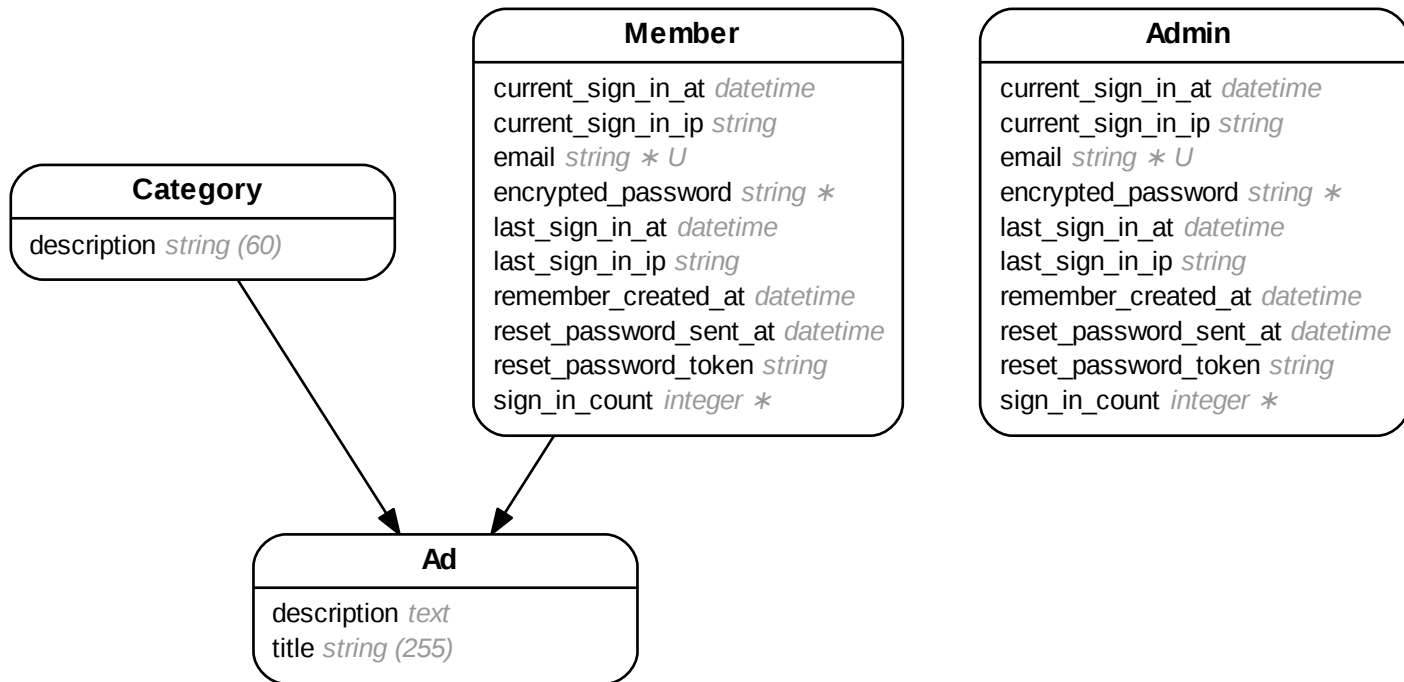 Member
current_sign_in_at datetime
current_sign_in_ip string
email string ∗ U
encrypted_password string ∗
last_sign_in_at datetime
last_sign_in_ip string
remember_created_at datetime
reset_password_sent_at datetime
reset_password_token string
sign_in_count integer ∗
Admin
current_sign_in_at datetime
current_sign_in_ip string
email string ∗ U
encrypted_password string ∗
last_sign_in_at datetime
last_sign_in_ip string
remember_created_at datetime
reset_password_sent_at datetime
reset_password_token string
sign_in_count integer ∗
Category
description string (60)
Ad
description text
title string (255)